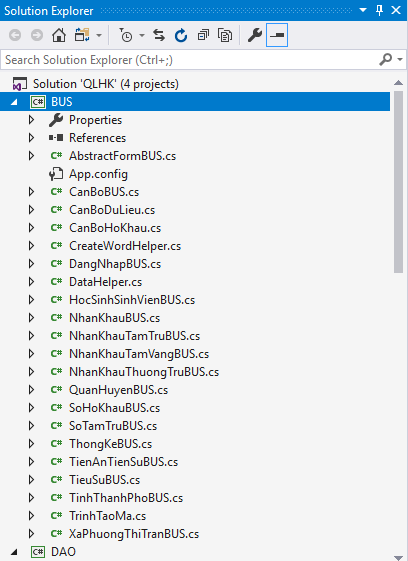 Solution Explorer
Search Solution Explorer (Ctrl+;)
Solution 'QLHK' (4 projects)
C# BUS
Properties
References
C# AbstractFormBUS.cs
App.config
C# CanBoBUS.cs
C# CanBoDuLieu.cs
C# CanBoHoKhau.cs
C# CreateWordHelper.cs
C# DangNhapBUS.cs
C# DataHelper.cs
C# HocSinhSinhVienBUS.cs
C# NhanKhauBUS.cs
C# NhanKhauTamTruBUS.cs
C# NhanKhauTamVangBUS.cs
C# NhanKhauThuongTruBUS.cs
C# QuanHuyenBUS.cs
C# SoHoKhauBUS.cs
C# SoTamTruBUS.cs
C# ThongKeBUS.cs
C# TienAnTienSuBUS.cs
C# TieuSuBUS.cs
C# TinhThanhPhoBUS.cs
C# TrinhTaoMa.cs
C# XaPhuongThiTranBUS.cs
C# DAO